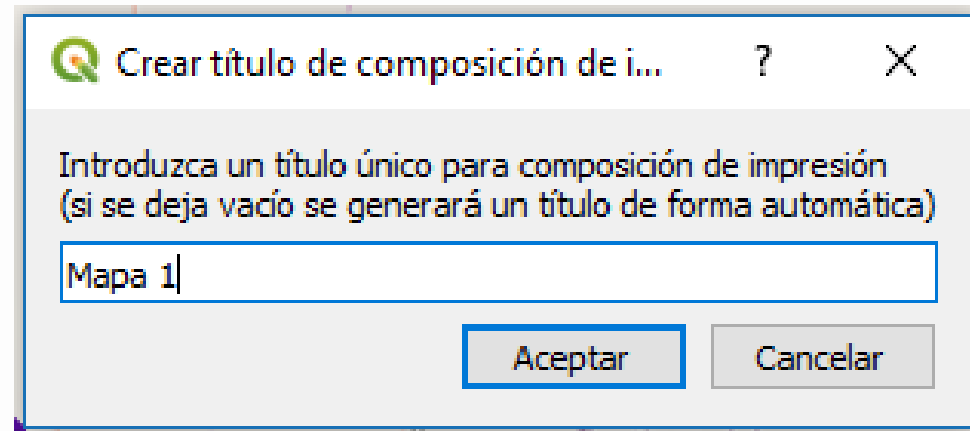 Crear título de composición de i... ?
Introduzca un título único para composición de impresión
(si se deja vacío se generará un título de forma automática)
Mapa 1
Aceptar Cancelar